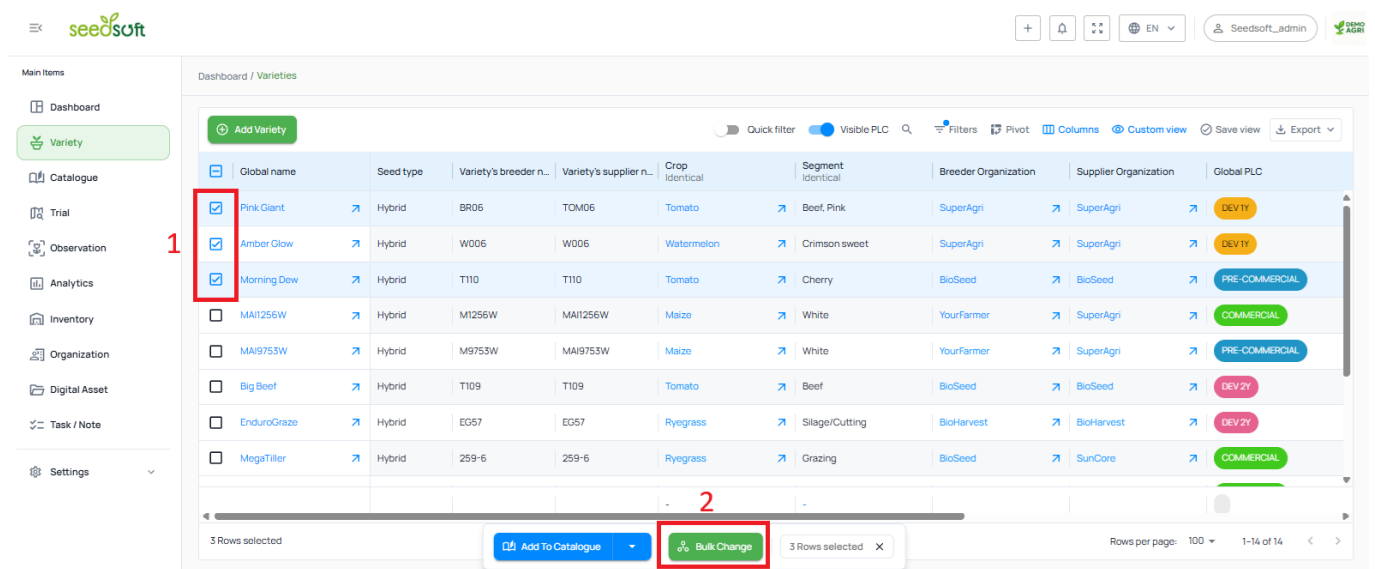 seedsoft
EN
Seedsoft_admin
DEMO
AGRI
Main Items
Dashboard
Variety
Catalogue
Trial
Observation
Analytics
Inventory
Organization
Digital Asset
Task / Note
Settings
Dashboard / Varieties
Add Variety
Quick filter Visible PLC Filters Pivot Columns Custom view Save view Export
Global name Seed type Variety's breeder n... Variety's supplier n... Crop Segment Breeder Organization Supplier Organization Global PLC
Identical Identical
1
Pink Giant Hybrid BR06 TOM06 Tomato Beef, Pink SuperAgri SuperAgri DEV 1Y
Amber Glow Hybrid W006 W006 Watermelon Crimson sweet SuperAgri SuperAgri DEV 1Y
Morning Dew Hybrid T110 T110 Tomato Cherry BioSeed BioSeed PRE-COMMERCIAL
MAI1256W Hybrid M1256W MAI1256W Maize White YourFarmer SuperAgri COMMERCIAL
MAI9753W Hybrid M9753W MAI9753W Maize White YourFarmer SuperAgri PRE-COMMERCIAL
Big Beef Hybrid T109 T109 Tomato Beef BioSeed BioSeed DEV 2Y
EnduroGraze Hybrid EG57 EG57 Ryegrass Silage/Cutting BioHarvest BioHarvest DEV 2Y
MegaTiller Hybrid 259-6 259-6 Ryegrass Grazing BioSeed SunCore COMMERCIAL
- -
2
3 Rows selected Add To Catalogue Bulk Change 3 Rows selected X Rows per page: 100 1–14 of 14